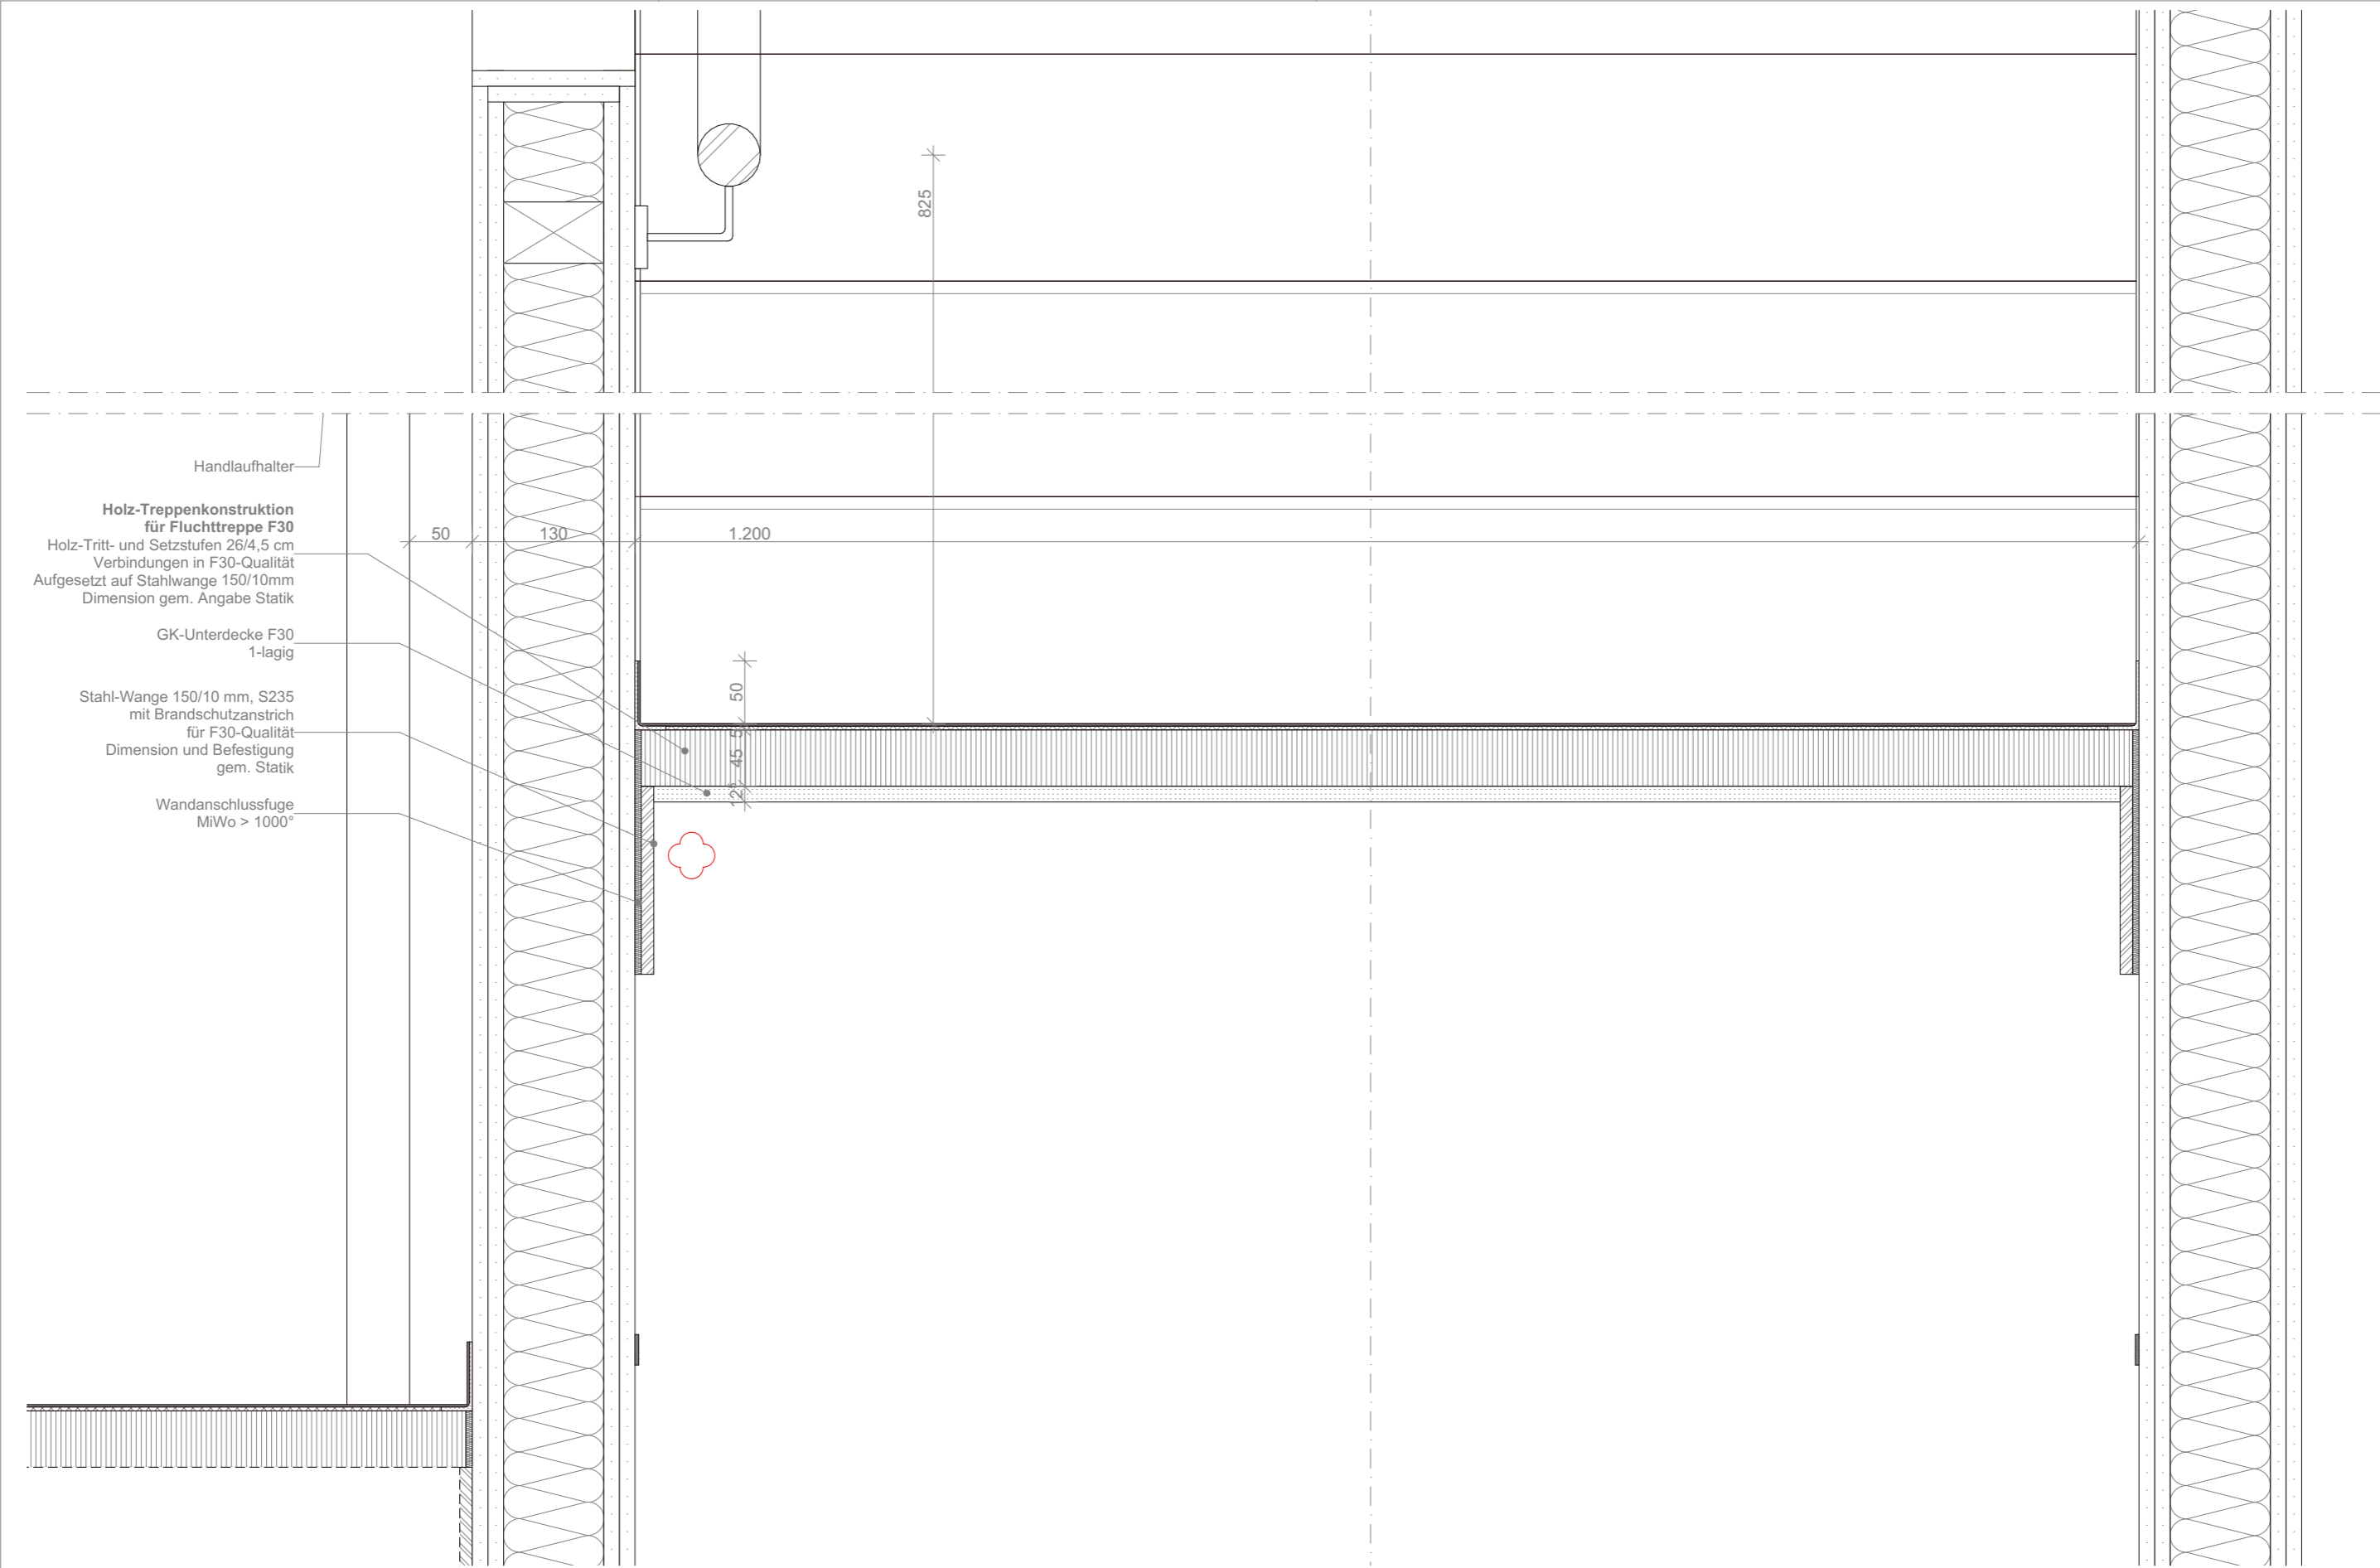 825
Handlaufhalter
Holz-Treppenkonstruktion
für Fluchttreppe F30
Holz-Tritt- und Setzstufen 26/4,5 cm
Verbindungen in F30-Qualität
Aufgesetzt auf Stahlwange 150/10mm
Dimension gem. Angabe Statik
50
130
1.200
GK-Unterdecke F30
1-lagig
Stahl-Wange 150/10 mm, S235
mit Brandschutzanstrich
für F30-Qualität
Dimension und Befestigung
gem. Statik
Wandanschlussfuge
MiWo > 1000°
50
5
45
12⁵